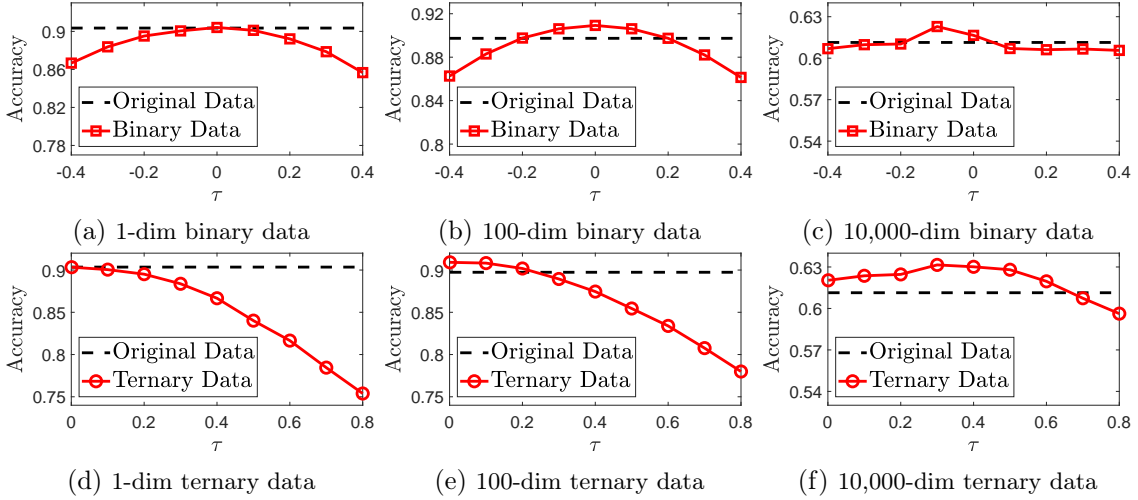 0.9
0.86
0.82
0.78
Accuracy
Original Data
Binary Data
-0.4 -0.2 0 0.2 0.4
τ
(a) 1-dim binary data
0.92
0.88
0.84
0.8
Accuracy
Original Data
Binary Data
-0.4 -0.2 0 0.2 0.4
τ
(b) 100-dim binary data
0.63
0.6
0.57
0.54
Accuracy
Original Data
Binary Data
-0.4 -0.2 0 0.2 0.4
τ
(c) 10,000-dim binary data
0.9
0.85
0.8
0.75
Accuracy
Original Data
Ternary Data
0 0.2 0.4 0.6 0.8
τ
(d) 1-dim ternary data
0.9
0.8
0.7
Accuracy
Original Data
Ternary Data
0 0.2 0.4 0.6 0.8
τ
(e) 100-dim ternary data
0.63
0.6
0.57
0.54
Accuracy
Original Data
Ternary Data
0 0.2 0.4 0.6 0.8
τ
(f) 10,000-dim ternary data